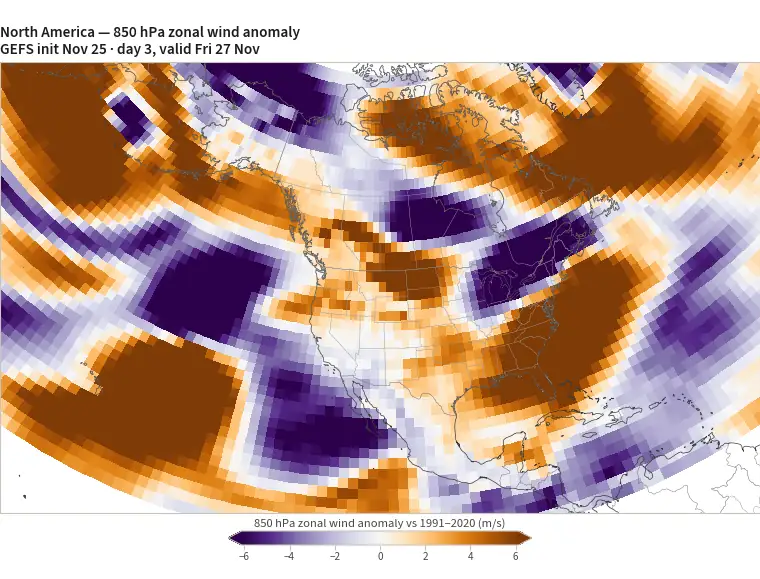 North America — 850 hPa zonal wind anomaly
GEFS init Nov 25 · day 3, valid Fri 27 Nov
850 hPa zonal wind anomaly vs 1991–2020 (m/s)
−6 −4 −2 0 2 4 6